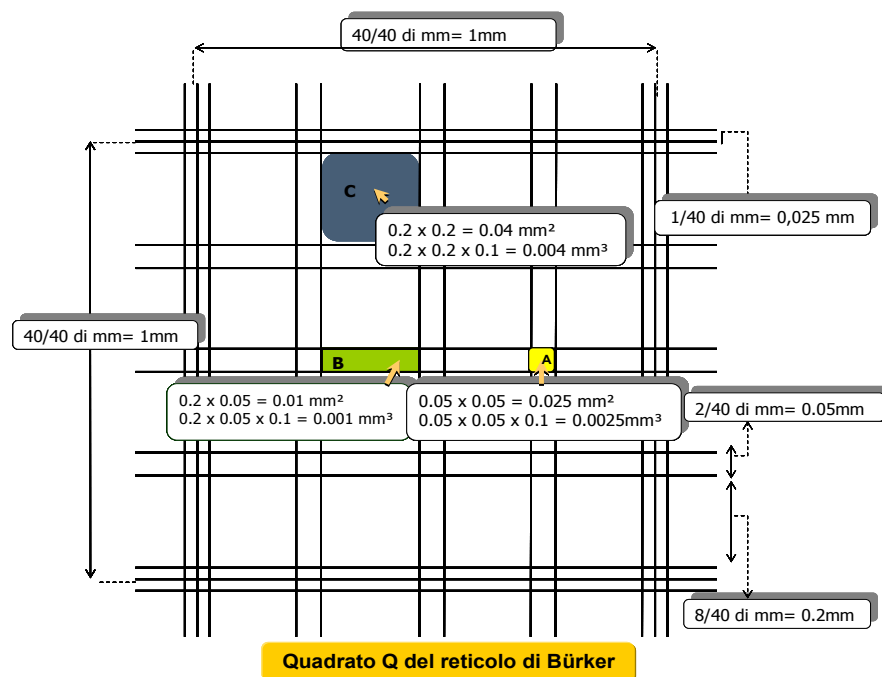 40/40 di mm= 1mm
C
1/40 di mm= 0,025 mm
0.2 x 0.2 = 0.04 mm²
0.2 x 0.2 x 0.1 = 0.004 mm³
40/40 di mm= 1mm
B
A
0.2 x 0.05 = 0.01 mm²
0.2 x 0.05 x 0.1 = 0.001 mm³
0.05 x 0.05 = 0.025 mm²
0.05 x 0.05 x 0.1 = 0.0025mm³
2/40 di mm= 0.05mm
8/40 di mm= 0.2mm
Quadrato Q del reticolo di Bürker